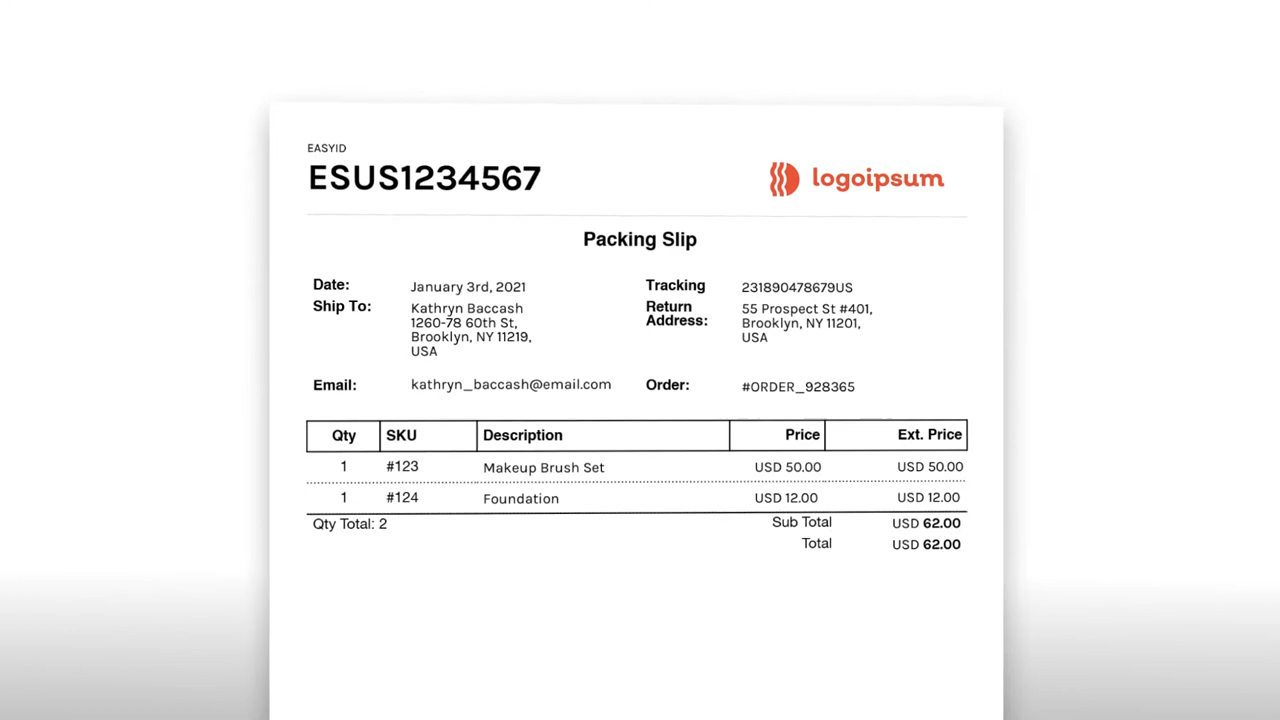 EASYID
ESUS1234567
logoipsum
Packing Slip
Date: January 3rd, 2021
Tracking 231890478679US
Ship To: Kathryn Baccash
1260-78 60th St,
Brooklyn, NY 11219,
USA
Return
Address:
55 Prospect St #401,
Brooklyn, NY 11201,
USA
Email: kathryn_baccash@email.com
Order: #ORDER_928365
Qty SKU Description Price Ext. Price
1 #123 Makeup Brush Set USD 50.00 USD 50.00
1 #124 Foundation USD 12.00 USD 12.00
Qty Total: 2 Sub Total USD 62.00
Total USD 62.00